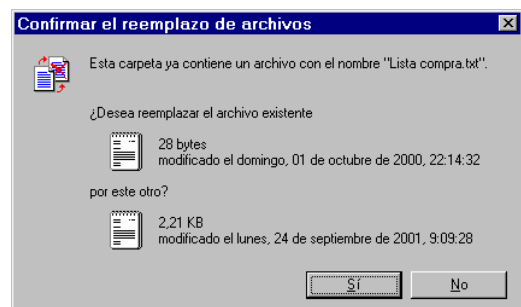 Confirmar el reemplazo de archivos
Esta carpeta ya contiene un archivo con el nombre "Lista compra.txt".
¿Desea reemplazar el archivo existente
28 bytes
modificado el domingo, 01 de octubre de 2000, 22:14:32
por este otro?
2,21 KB
modificado el lunes, 24 de septiembre de 2001, 9:09:28
Sí
No